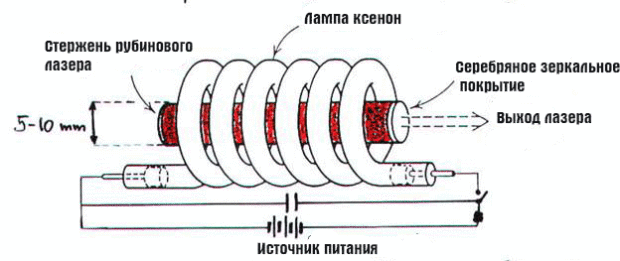 Лампа ксенон
Стержень рубинового
лазера
Серебряное зеркальное
покрытие
5-10 mm
Выход лазера
Источник питания